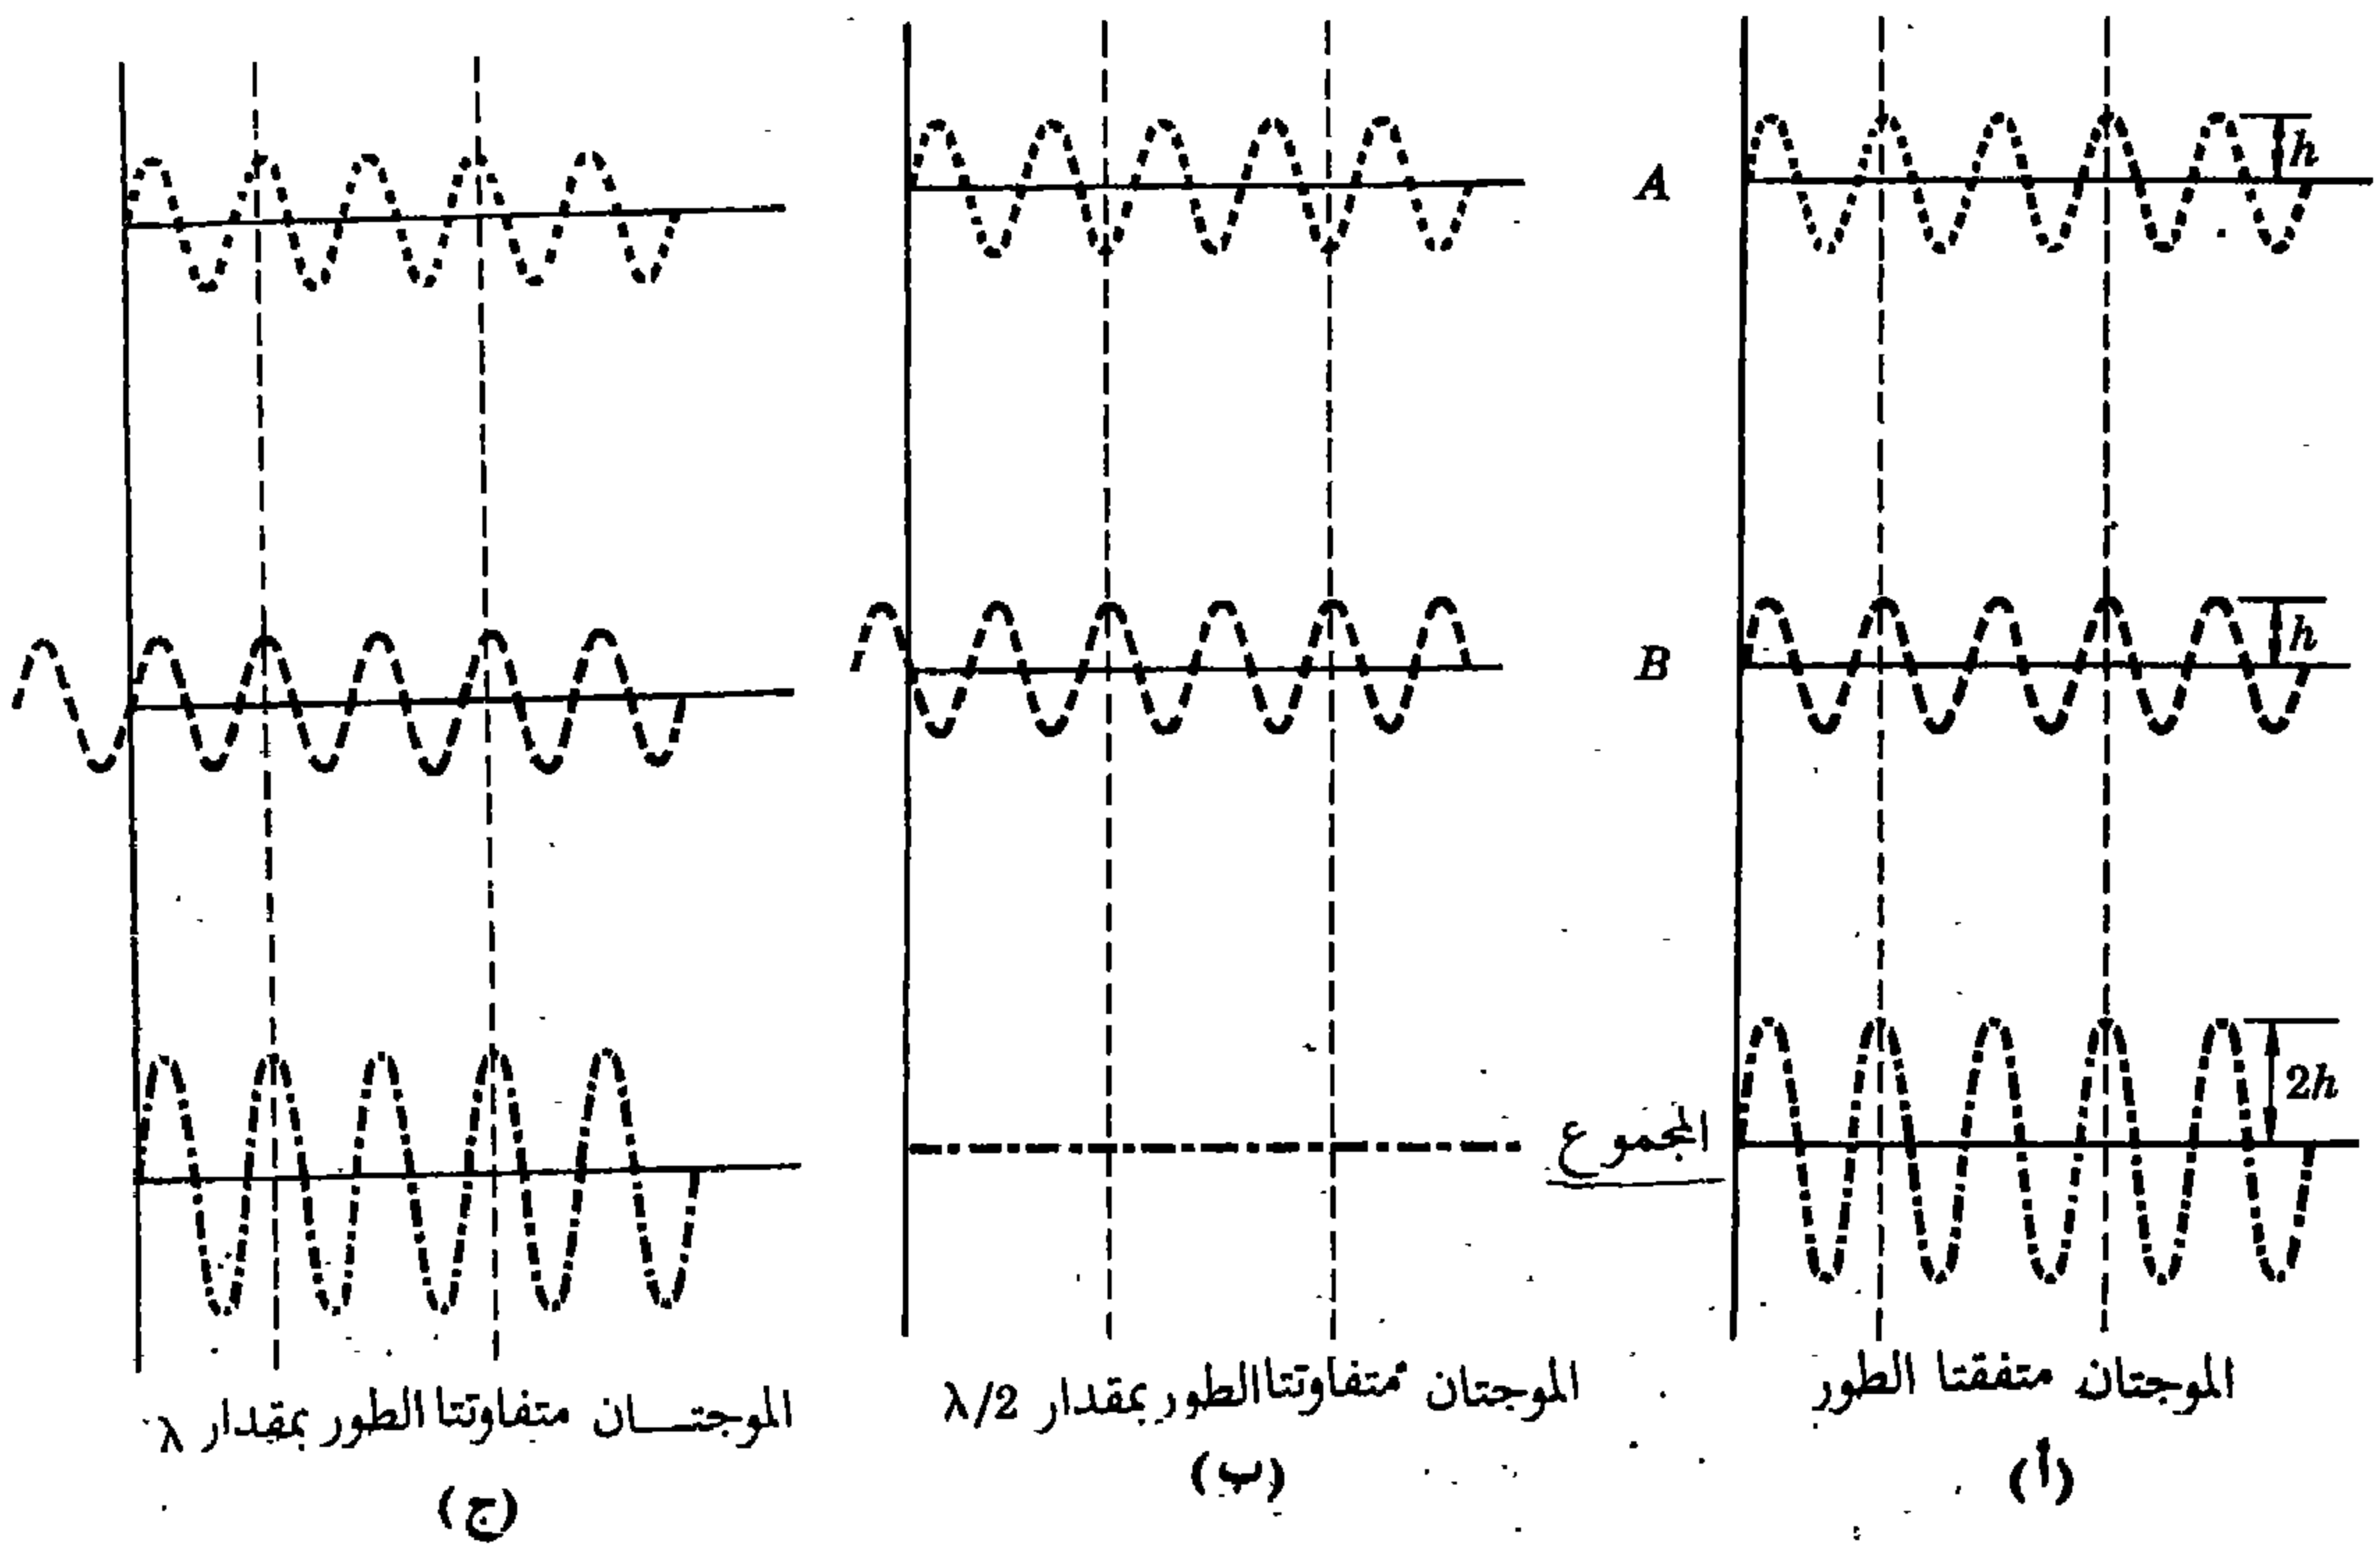 A
h
B
h
المجموع
2h
الموجتان متفقتا الطور
(أ)
الموجتان متفاوتتا الطور بمقدار λ/2
(ب)
الموجتـــان متفاوتتا الطور بمقدار λ
(ج)